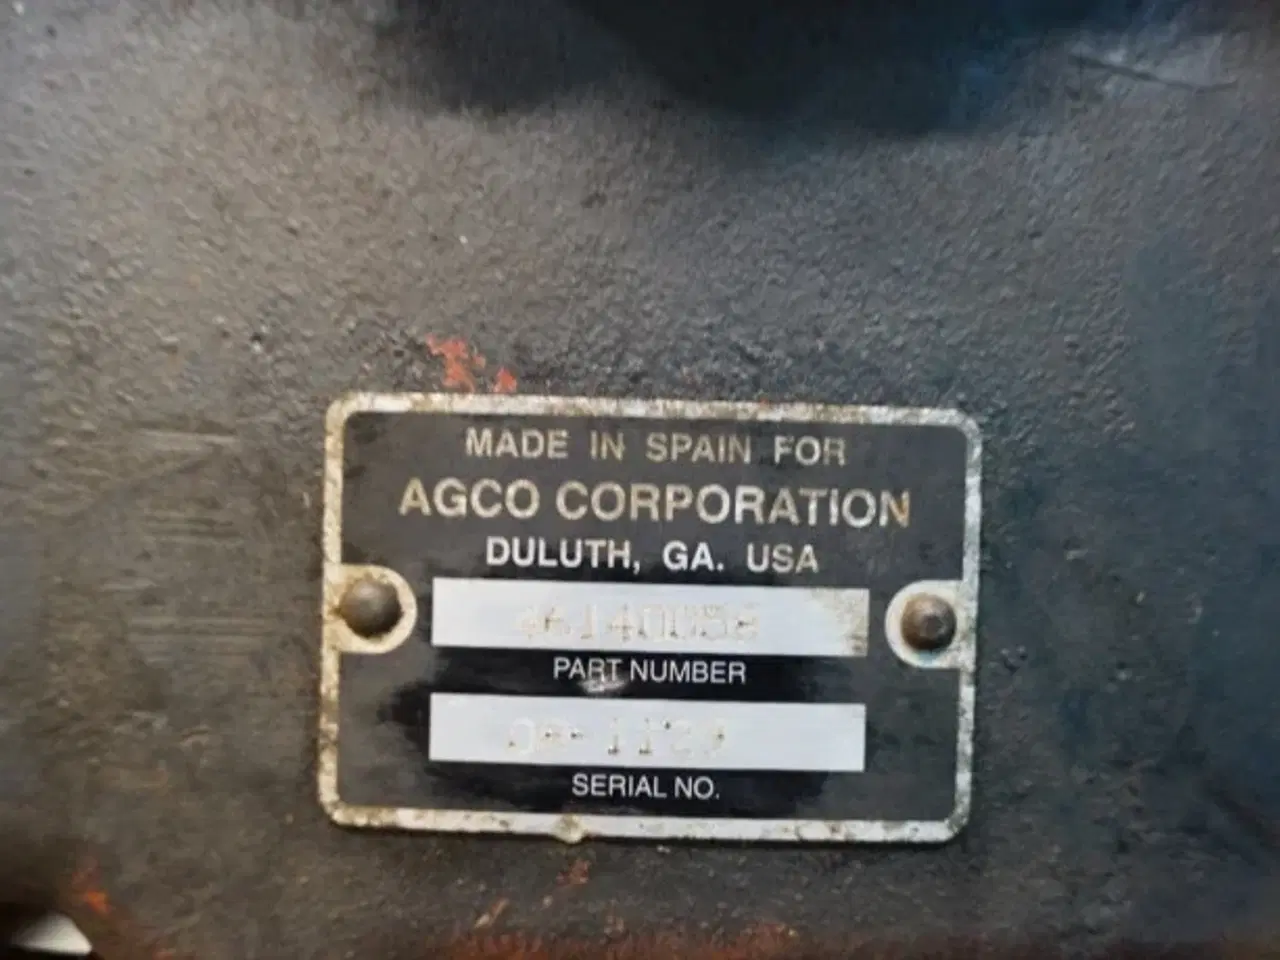 MADE IN SPAIN FOR
AGCO CORPORATION
DULUTH, GA. USA
PART NUMBER
SERIAL NO.